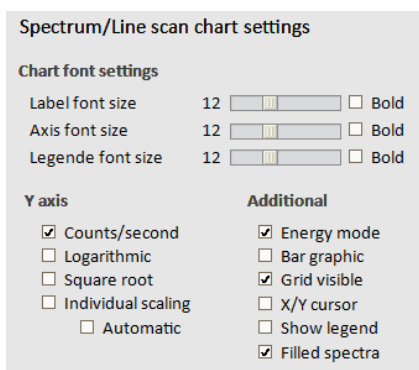 Spectrum/Line scan chart settings
Chart font settings
Label font size 12 Bold
Axis font size 12 Bold
Legende font size 12 Bold
Y axis
Counts/second
Logarithmic
Square root
Individual scaling
Automatic
Additional
Energy mode
Bar graphic
Grid visible
X/Y cursor
Show legend
Filled spectra